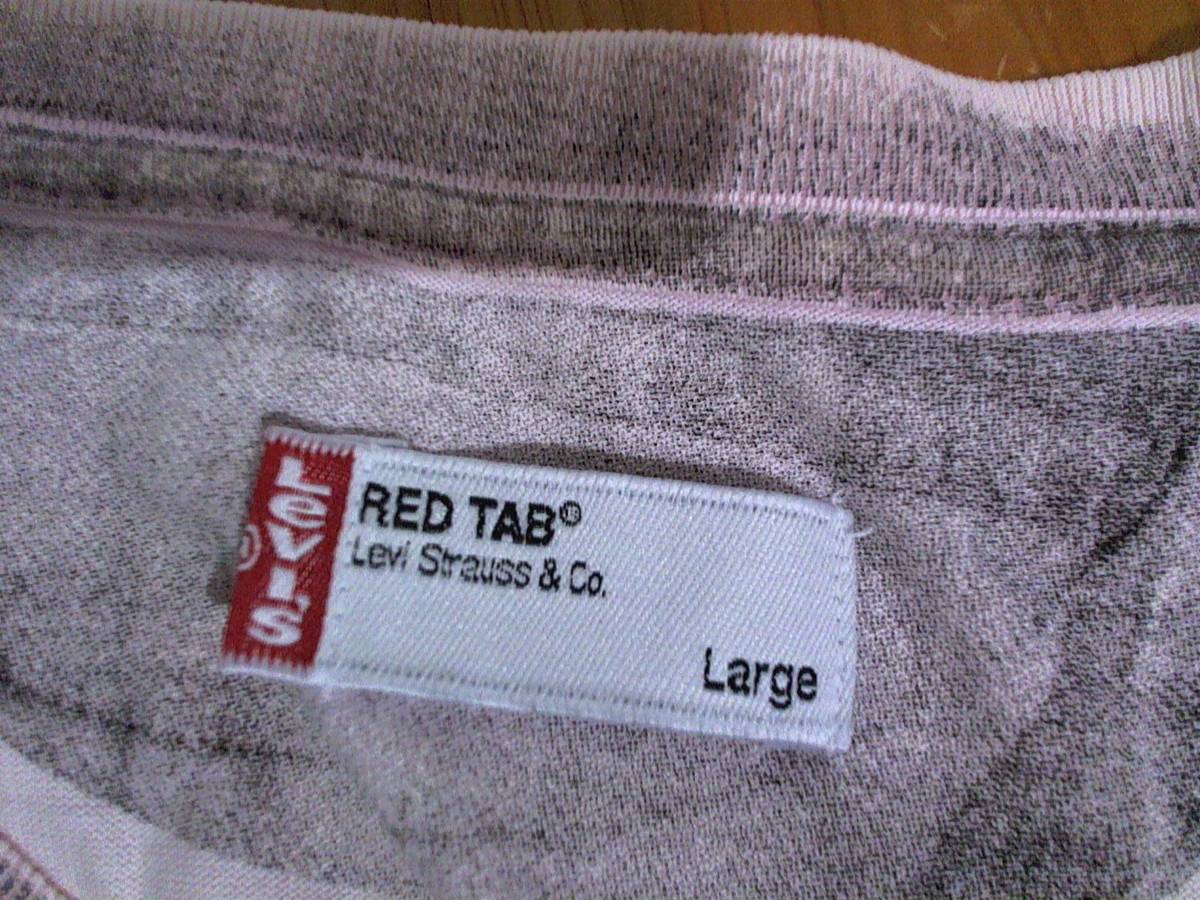 LEVI'S
®
RED TAB®
Levi Strauss & Co.
Large